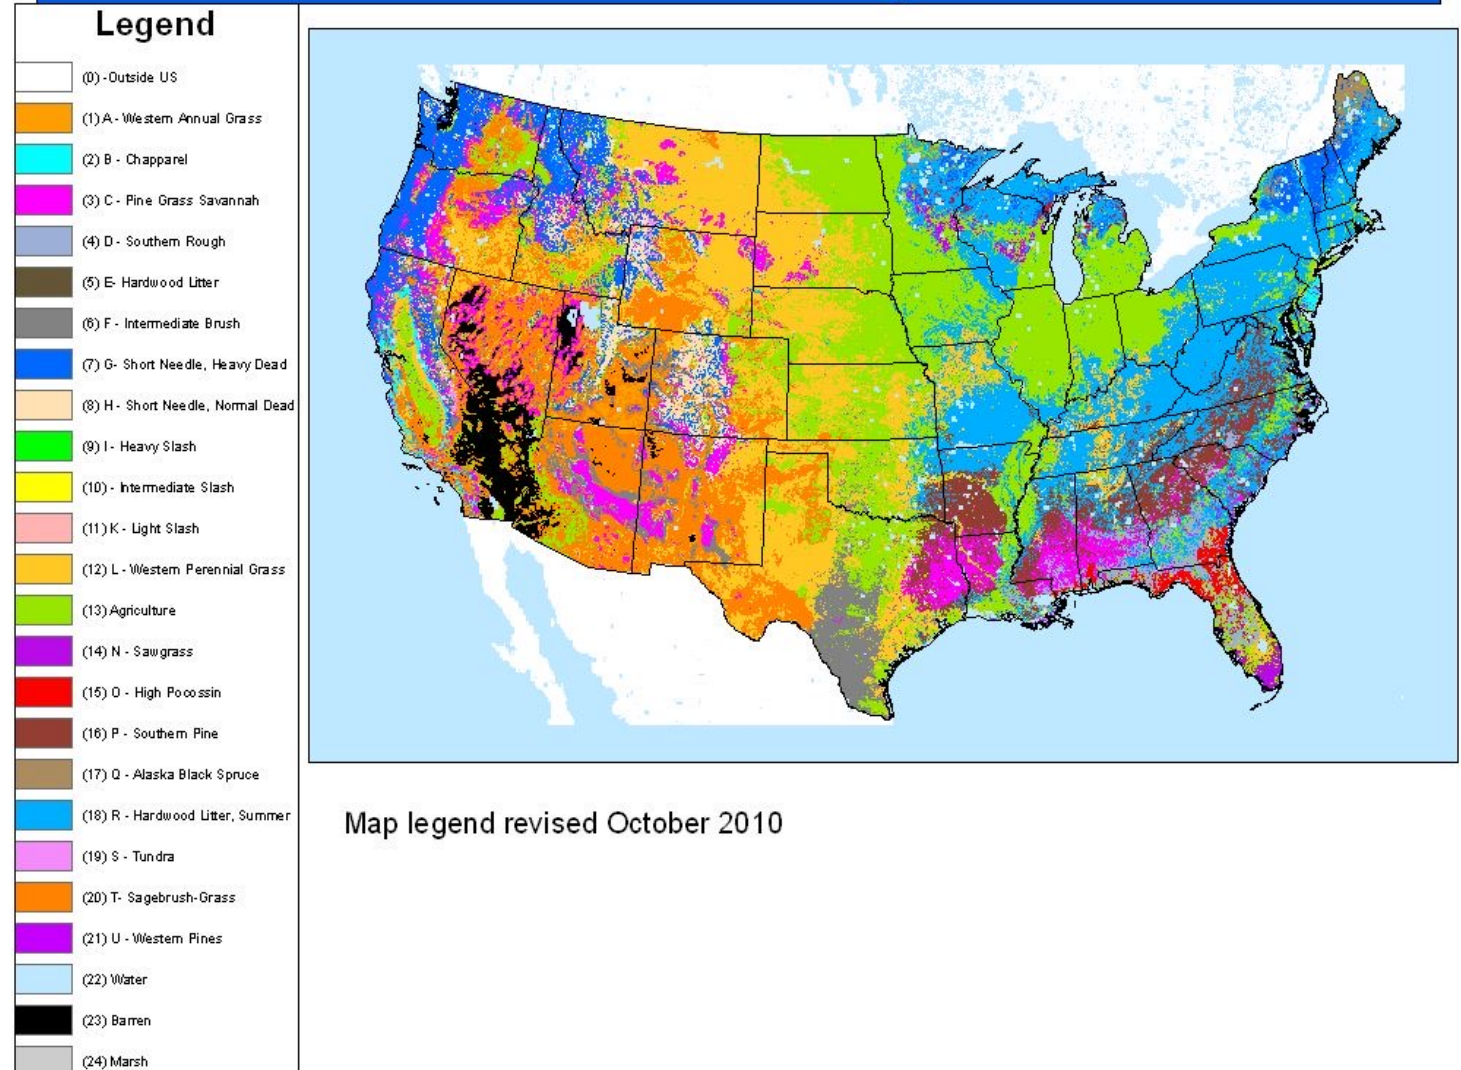 Legend
(0) - Outside US
(1) A - Western Annual Grass
(2) B - Chapparel
(3) C - Pine Grass Savannah
(4) D - Southern Rough
(5) E- Hardwood Litter
(6) F - Intermediate Brush
(7) G- Short Needle, Heavy Dead
(8) H - Short Needle, Normal Dead
(9) I - Heavy Slash
(10) - Intermediate Slash
(11) K - Light Slash
(12) L - Western Perennial Grass
(13) Agriculture
(14) N - Sawgrass
(15) O - High Pocossin
(16) P - Southern Pine
(17) Q - Alaska Black Spruce
(18) R - Hardwood Litter, Summer
(19) S - Tundra
(20) T- Sagebrush-Grass
(21) U - Western Pines
(22) Water
(23) Barren
(24) Marsh
Map legend revised October 2010